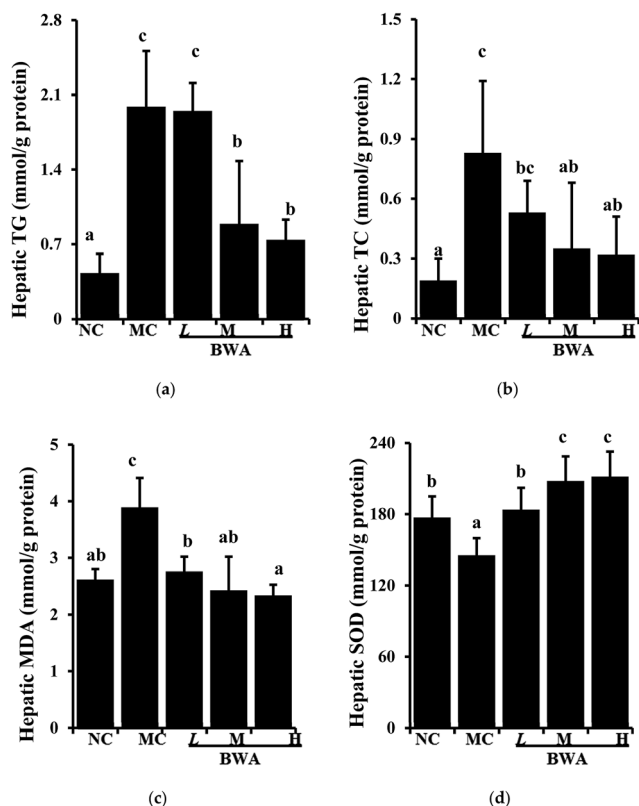 2.8
2.1
1.4
0.7
0
Hepatic TG (mmol/g protein)
a
c
c
b
b
NC MC L M H
BWA
(a)
1.5
1.2
0.9
0.6
0.3
0
Hepatic TC (mmol/g protein)
a
c
bc
ab
ab
NC MC L M H
BWA
(b)
5
4
3
2
1
0
Hepatic MDA (mmol/g protein)
ab
c
b
ab
a
NC MC L M H
BWA
(c)
240
180
120
60
0
Hepatic SOD (mmol/g protein)
b
a
b
c
c
NC MC L M H
BWA
(d)